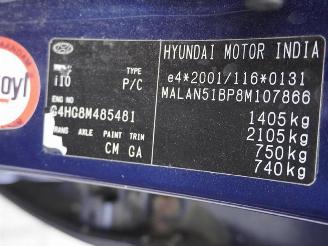 HYUNDAI MOTOR INDIA
TYPE
i10 P/C
e4*2001/116*0131
MALAN51BP8M107866
ENG NO
G4HG8M485481
1405kg
TRANS AXLE PAINT TRIM
2105kg
CM GA
750kg
740kg
oyl